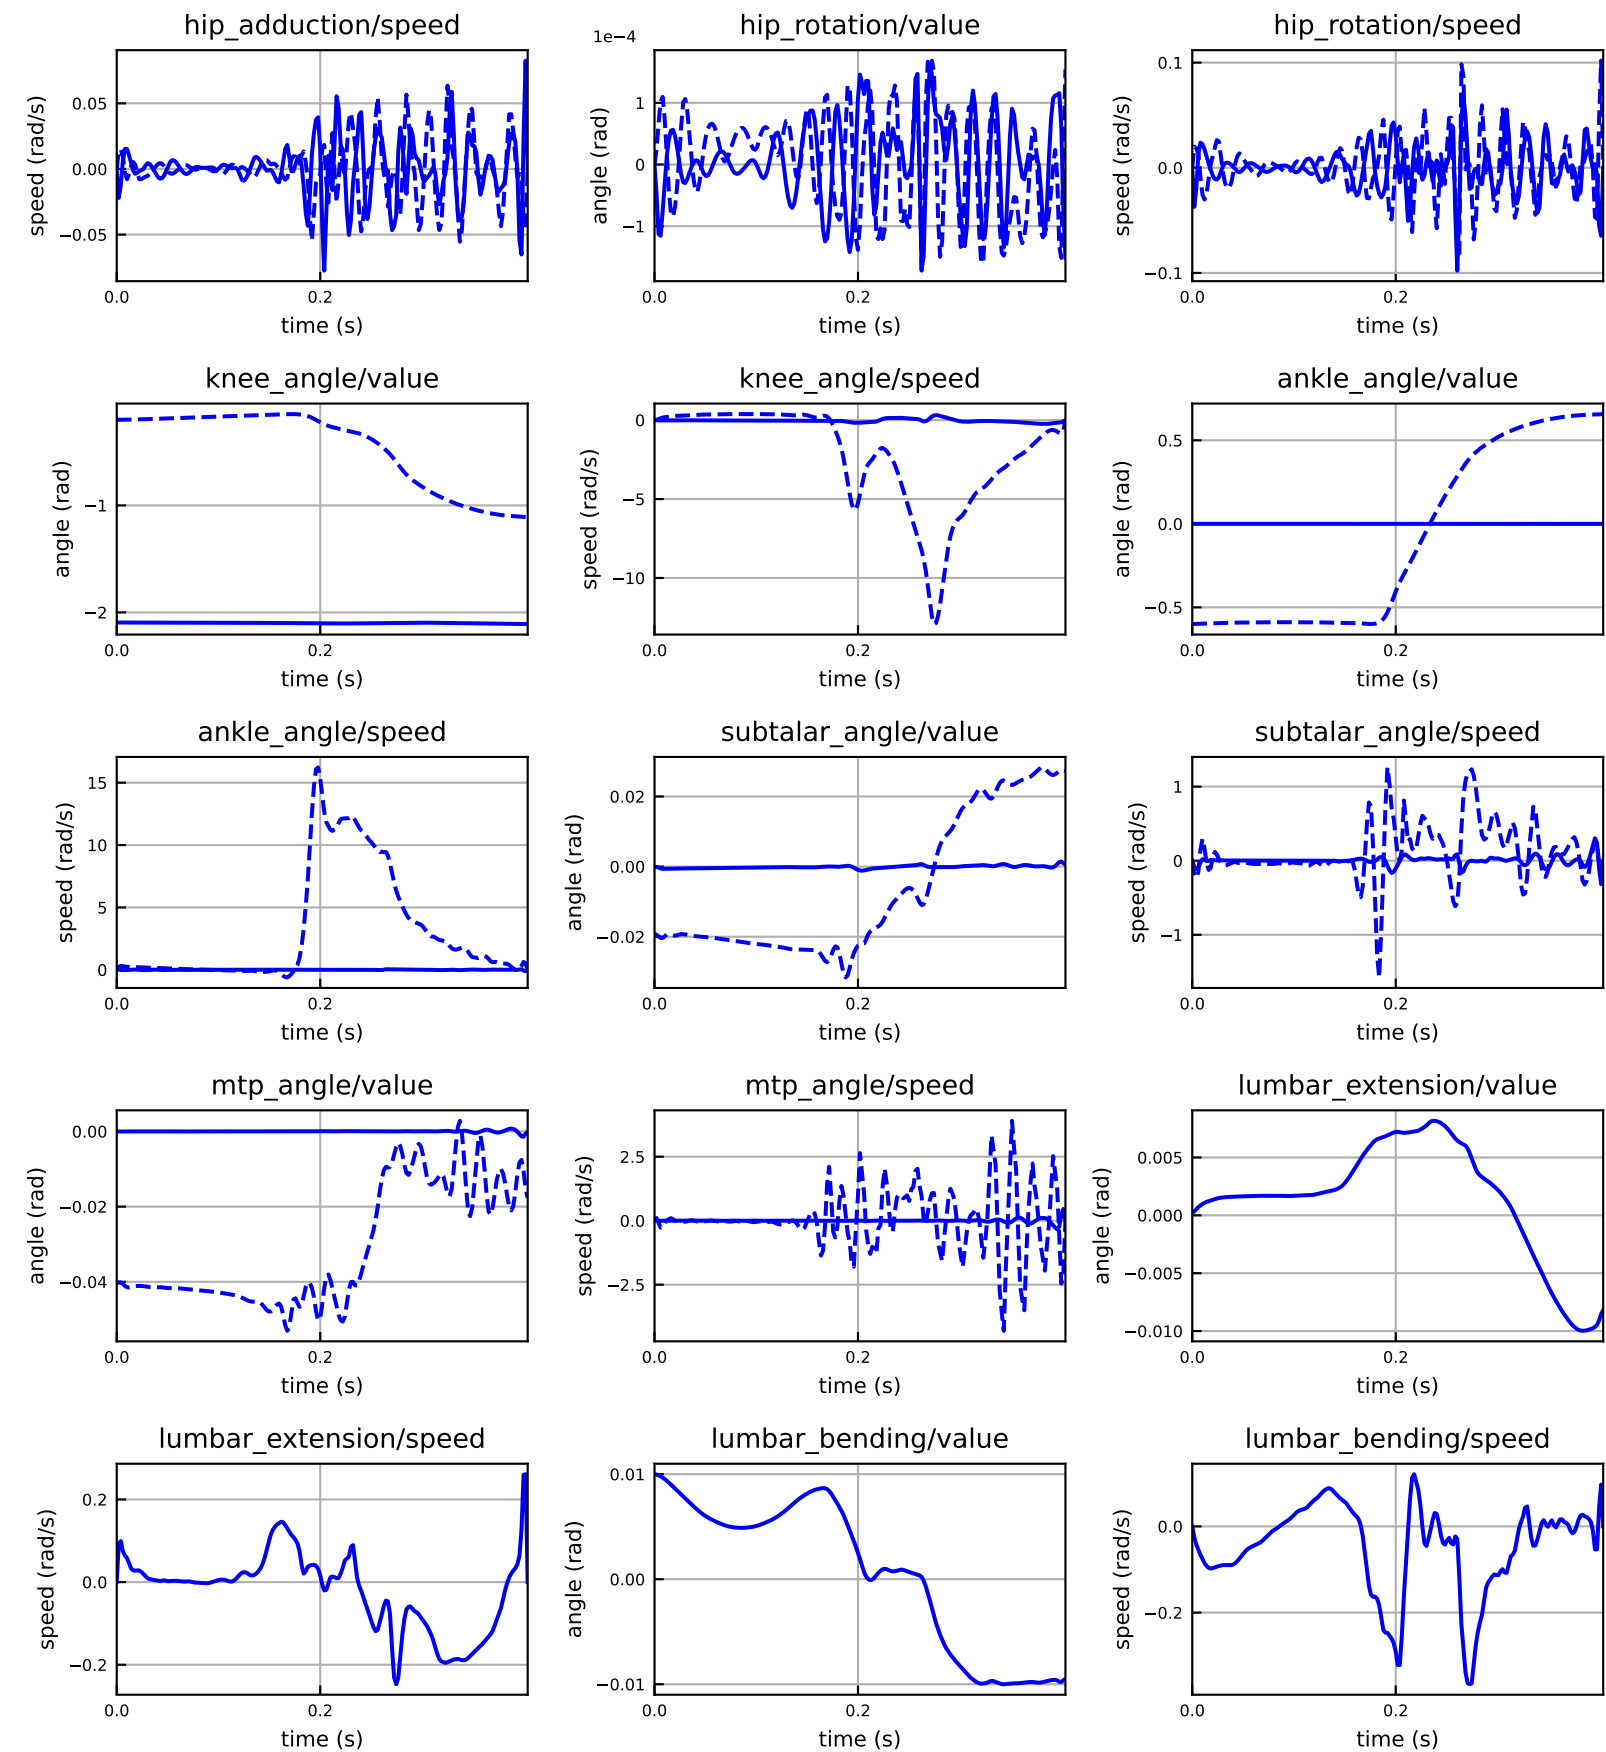 hip_adduction/speed
speed (rad/s)
0.05
0.00
−0.05
0.0
0.2
time (s)
hip_rotation/value
1e−4
angle (rad)
1
0
−1
0.0
0.2
time (s)
hip_rotation/speed
speed (rad/s)
0.1
0.0
−0.1
0.0
0.2
time (s)
knee_angle/value
angle (rad)
−1
−2
0.0
0.2
time (s)
knee_angle/speed
speed (rad/s)
0
−5
−10
0.0
0.2
time (s)
ankle_angle/value
angle (rad)
0.5
0.0
−0.5
0.0
0.2
time (s)
ankle_angle/speed
speed (rad/s)
15
10
5
0
0.0
0.2
time (s)
subtalar_angle/value
angle (rad)
0.02
0.00
−0.02
0.0
0.2
time (s)
subtalar_angle/speed
speed (rad/s)
1
0
−1
0.0
0.2
time (s)
mtp_angle/value
angle (rad)
0.00
−0.02
−0.04
0.0
0.2
time (s)
mtp_angle/speed
speed (rad/s)
2.5
0.0
−2.5
0.0
0.2
time (s)
lumbar_extension/value
angle (rad)
0.005
0.000
−0.005
−0.010
0.0
0.2
time (s)
lumbar_extension/speed
speed (rad/s)
0.2
0.0
−0.2
0.0
0.2
time (s)
lumbar_bending/value
angle (rad)
0.01
0.00
−0.01
0.0
0.2
time (s)
lumbar_bending/speed
speed (rad/s)
0.0
−0.2
0.0
0.2
time (s)